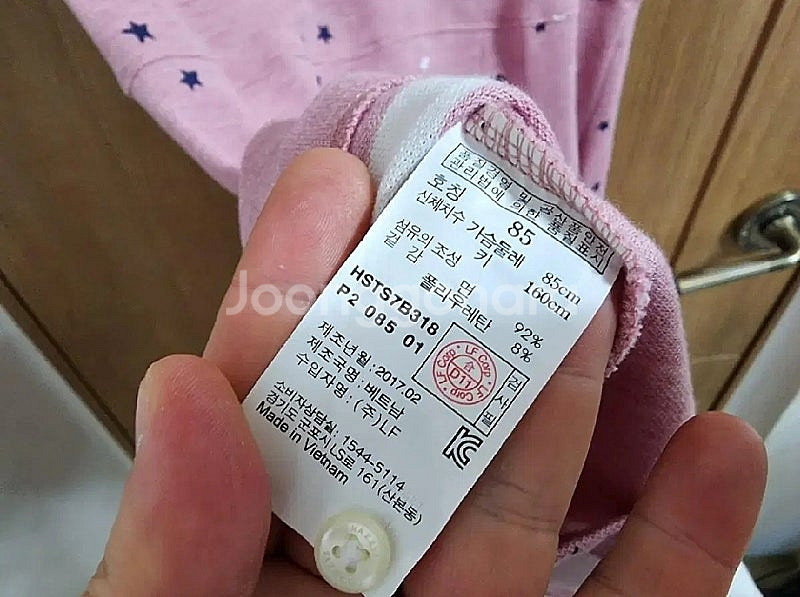 품질경영 및 공산품안전
관리법에 의한 품질표시
호칭 85
신체치수 가슴둘레 85cm
키 160cm
섬유의조성
겉감 면 92%
폴리우레탄 8%
HSTS7B318
P2 085 01
LF Corp. LF Corp.
합
D11
검사필
제조년월 : 2017.02
제조국명 : 베트남
수입자명 : (주)LF
소비자상담실: 1544-5114
경기도군포시LS로 161(산본동)
Made in Vietnam
Joonggonara